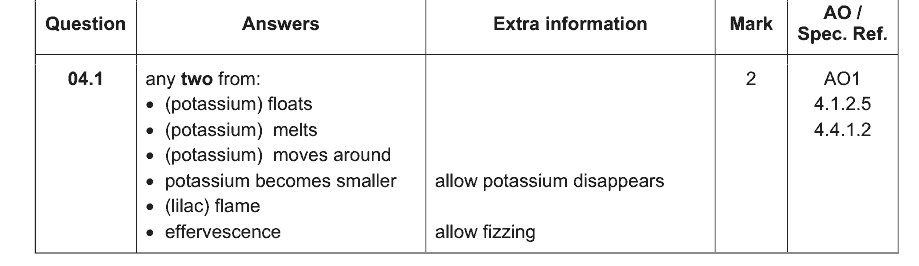 Question Answers Extra information Mark AO / Spec. Ref.
04.1 any two from: 2 AO1
• (potassium) floats 4.1.2.5
• (potassium) melts 4.4.1.2
• (potassium) moves around
• potassium becomes smaller allow potassium disappears
• (lilac) flame
• effervescence allow fizzing